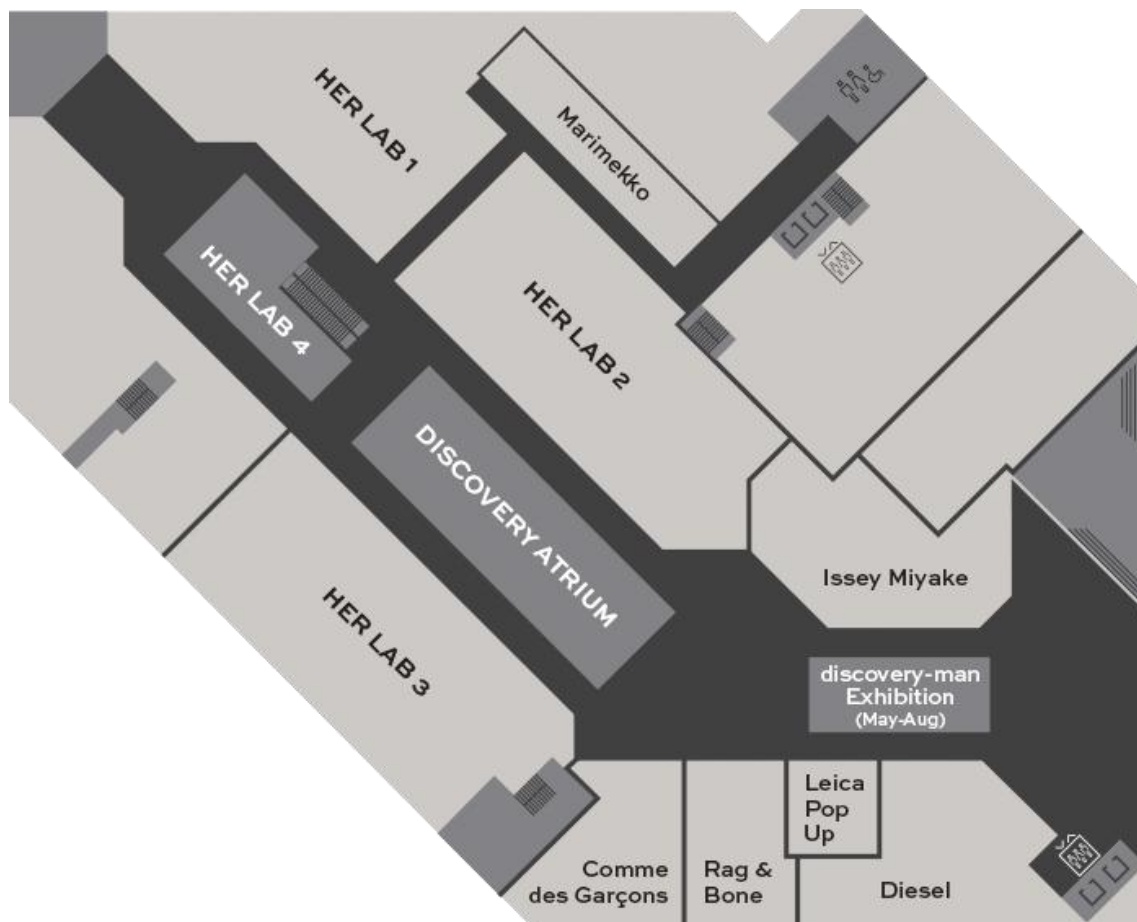 HER LAB 1
Marimekko
HER LAB 4
HER LAB 2
DISCOVERY ATRIUM
HER LAB 3
Issey Miyake
discovery-man
Exhibition
(May-Aug)
Leica
Pop
Up
Comme
des Garçons
Rag &
Bone
Diesel